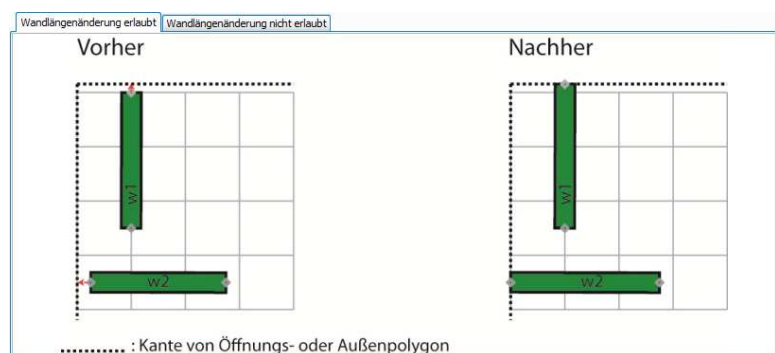 Wandlängenänderung erlaubt
Wandlängenänderung nicht erlaubt
Vorher
Nachher
w1
w1
w2
w2
: Kante von Öffnungs- oder Außenpolygon